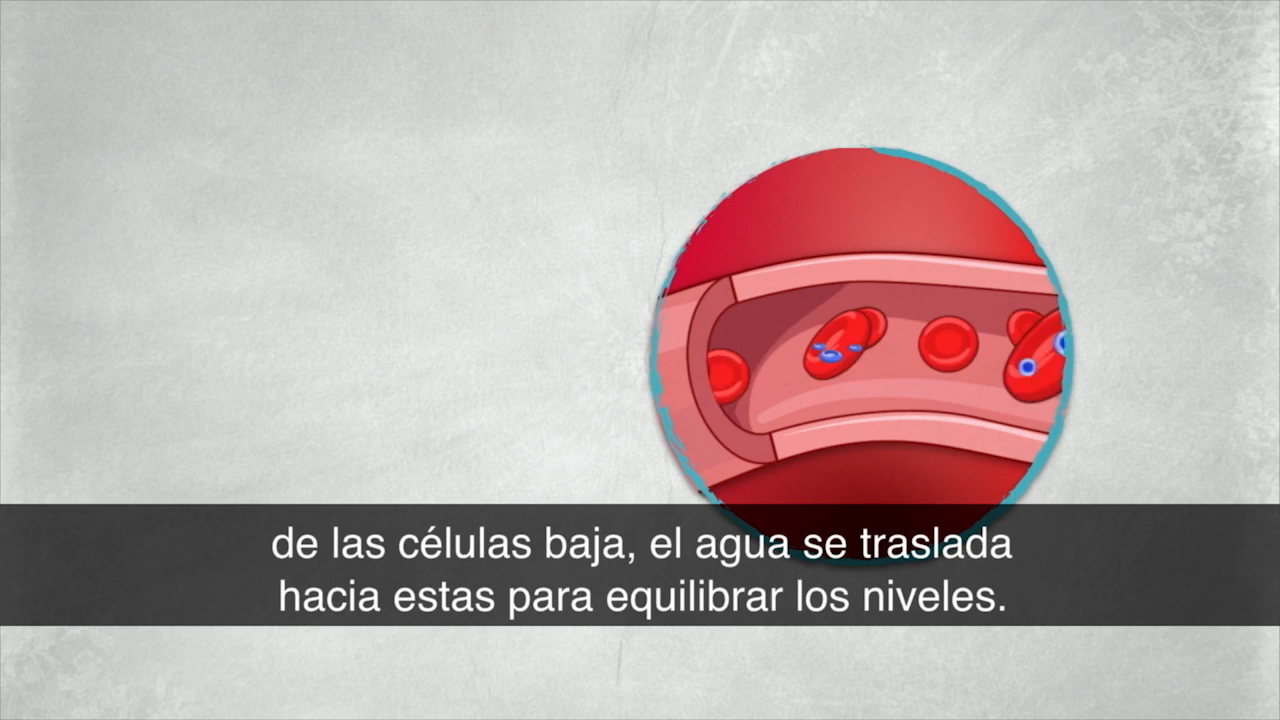 de las células baja, el agua se traslada
hacia estas para equilibrar los niveles.